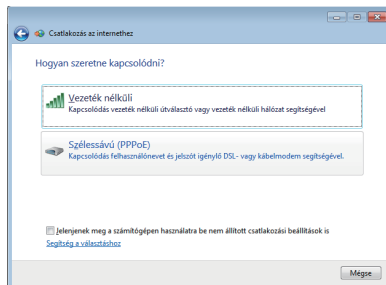 Csatlakozás az internethez
Hogyan szeretne kapcsolódni?
Vezeték nélküli
Kapcsolódás vezeték nélküli útválasztó vagy vezeték nélküli hálózat segítségével
Szélessávú (PPPoE)
Kapcsolódás felhasználónevet és jelszót igénylő DSL- vagy kábelmodem segítségével.
Jelenjenek meg a számítógépen használatra be nem állított csatlakozási beállítások is
Segítség a választáshoz
Mégse